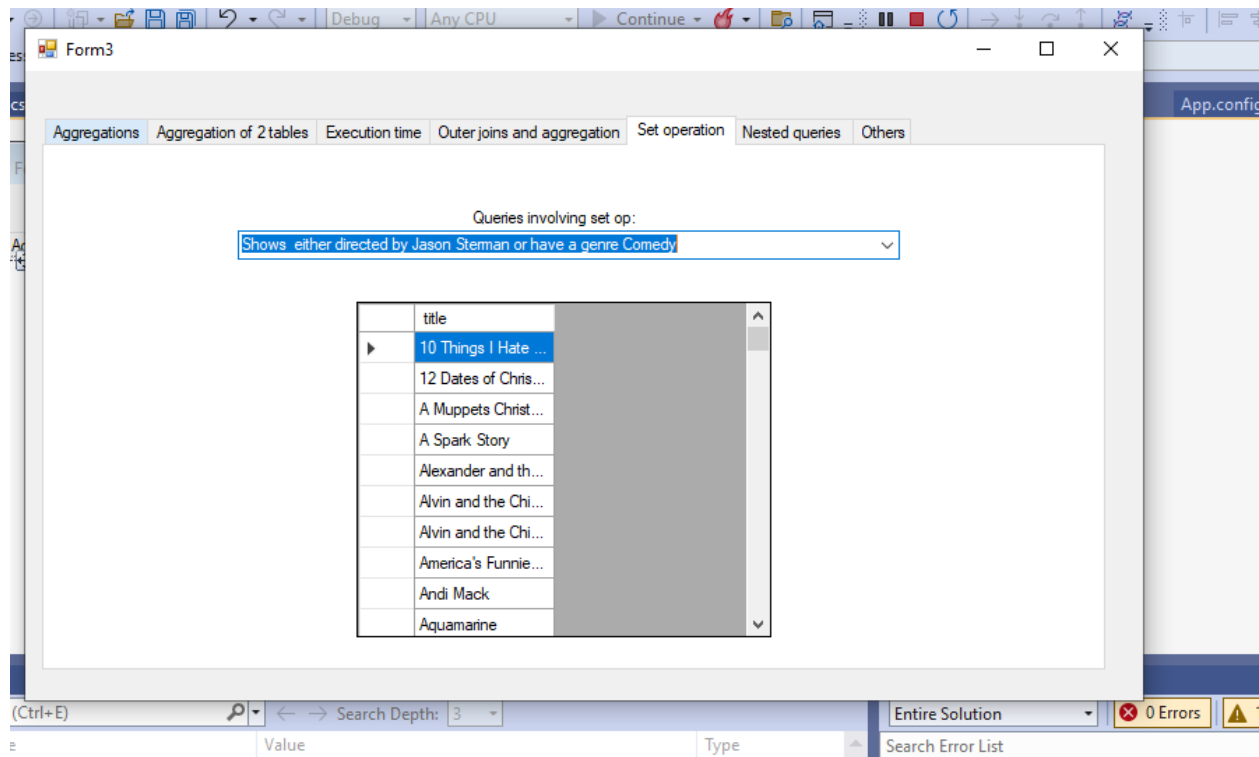 Debug Any CPU Continue
Form3
App.config
Aggregations Aggregation of 2 tables Execution time Outer joins and aggregation Set operation Nested queries Others
Queries involving set op:
Shows either directed by Jason Sterman or have a genre Comedy
title
10 Things I Hate ...
12 Dates of Chris...
A Muppets Christ...
A Spark Story
Alexander and th...
Alvin and the Chi...
Alvin and the Chi...
America's Funnie...
Andi Mack
Aquamarine
(Ctrl+E) Search Depth: 3 Entire Solution 0 Errors
Value Type Search Error List